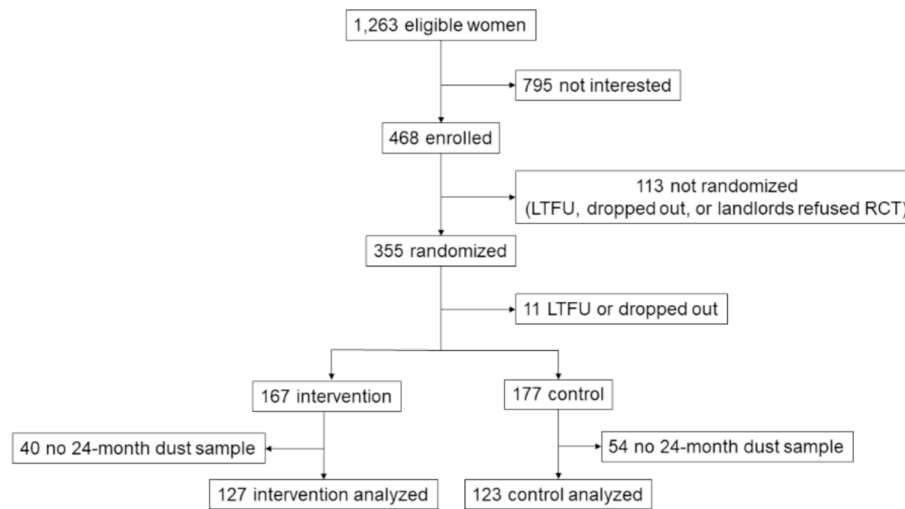 1,263 eligible women
795 not interested
468 enrolled
113 not randomized
(LTFU, dropped out, or landlords refused RCT)
355 randomized
11 LTFU or dropped out
167 intervention
177 control
40 no 24-month dust sample
54 no 24-month dust sample
127 intervention analyzed
123 control analyzed